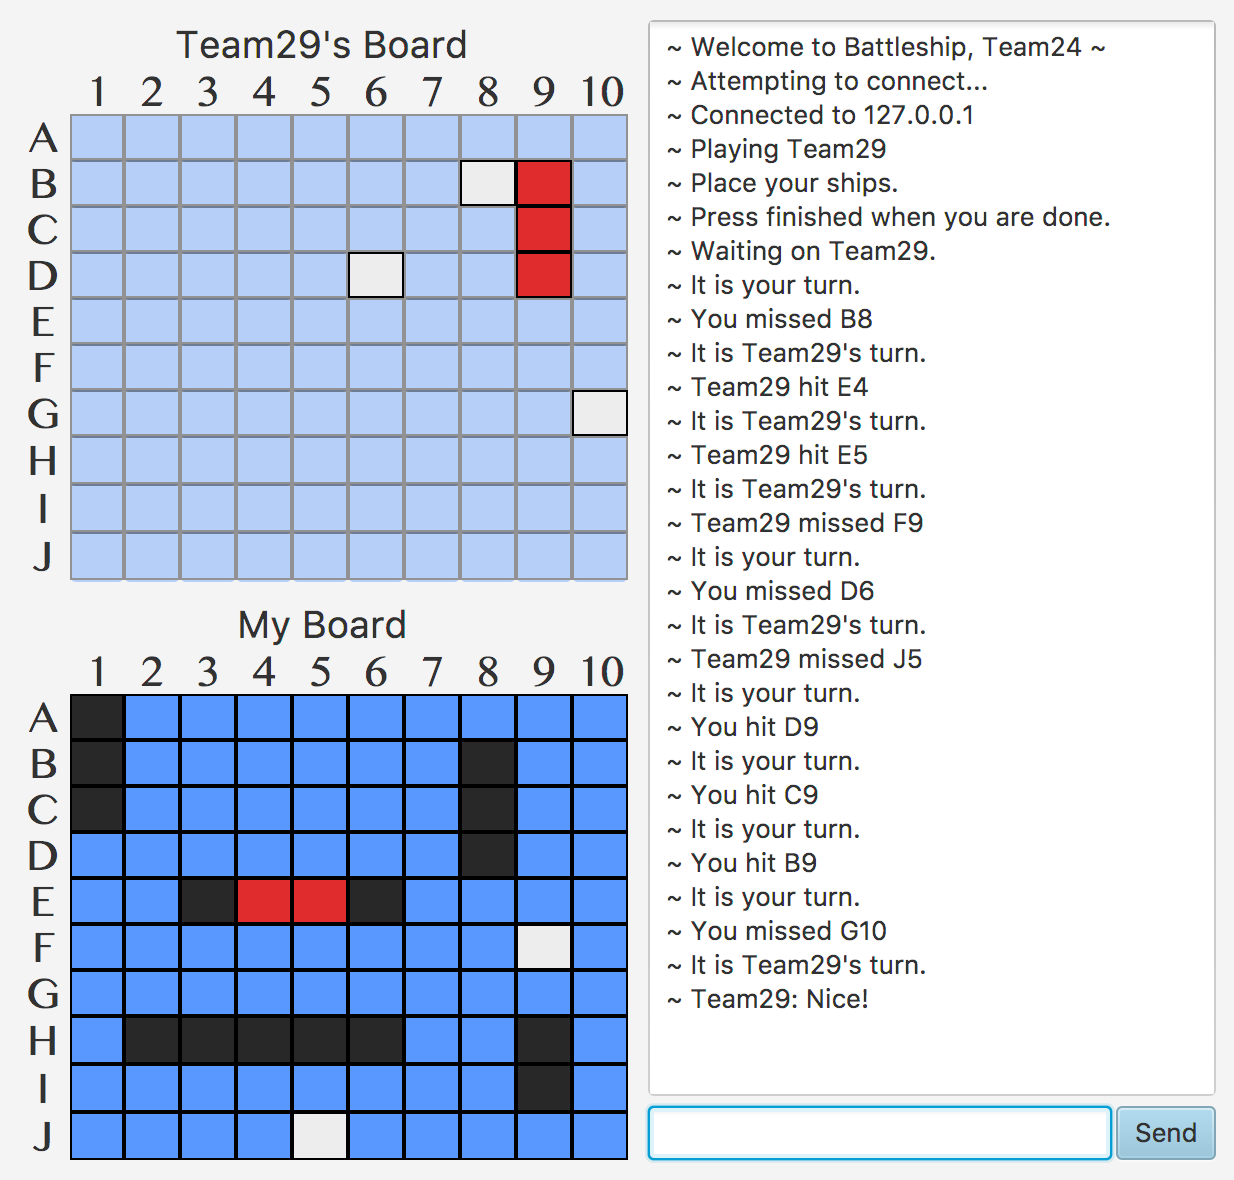 Team29's Board
1 2 3 4 5 6 7 8 9 10
A
B
C
D
E
F
G
H
I
J
My Board
1 2 3 4 5 6 7 8 9 10
A
B
C
D
E
F
G
H
I
J
~ Welcome to Battleship, Team24 ~
~ Attempting to connect...
~ Connected to 127.0.0.1
~ Playing Team29
~ Place your ships.
~ Press finished when you are done.
~ Waiting on Team29.
~ It is your turn.
~ You missed B8
~ It is Team29's turn.
~ Team29 hit E4
~ It is Team29's turn.
~ Team29 hit E5
~ It is Team29's turn.
~ Team29 missed F9
~ It is your turn.
~ You missed D6
~ It is Team29's turn.
~ Team29 missed J5
~ It is your turn.
~ You hit D9
~ It is your turn.
~ You hit C9
~ It is your turn.
~ You hit B9
~ It is your turn.
~ You missed G10
~ It is Team29's turn.
~ Team29: Nice!
Send